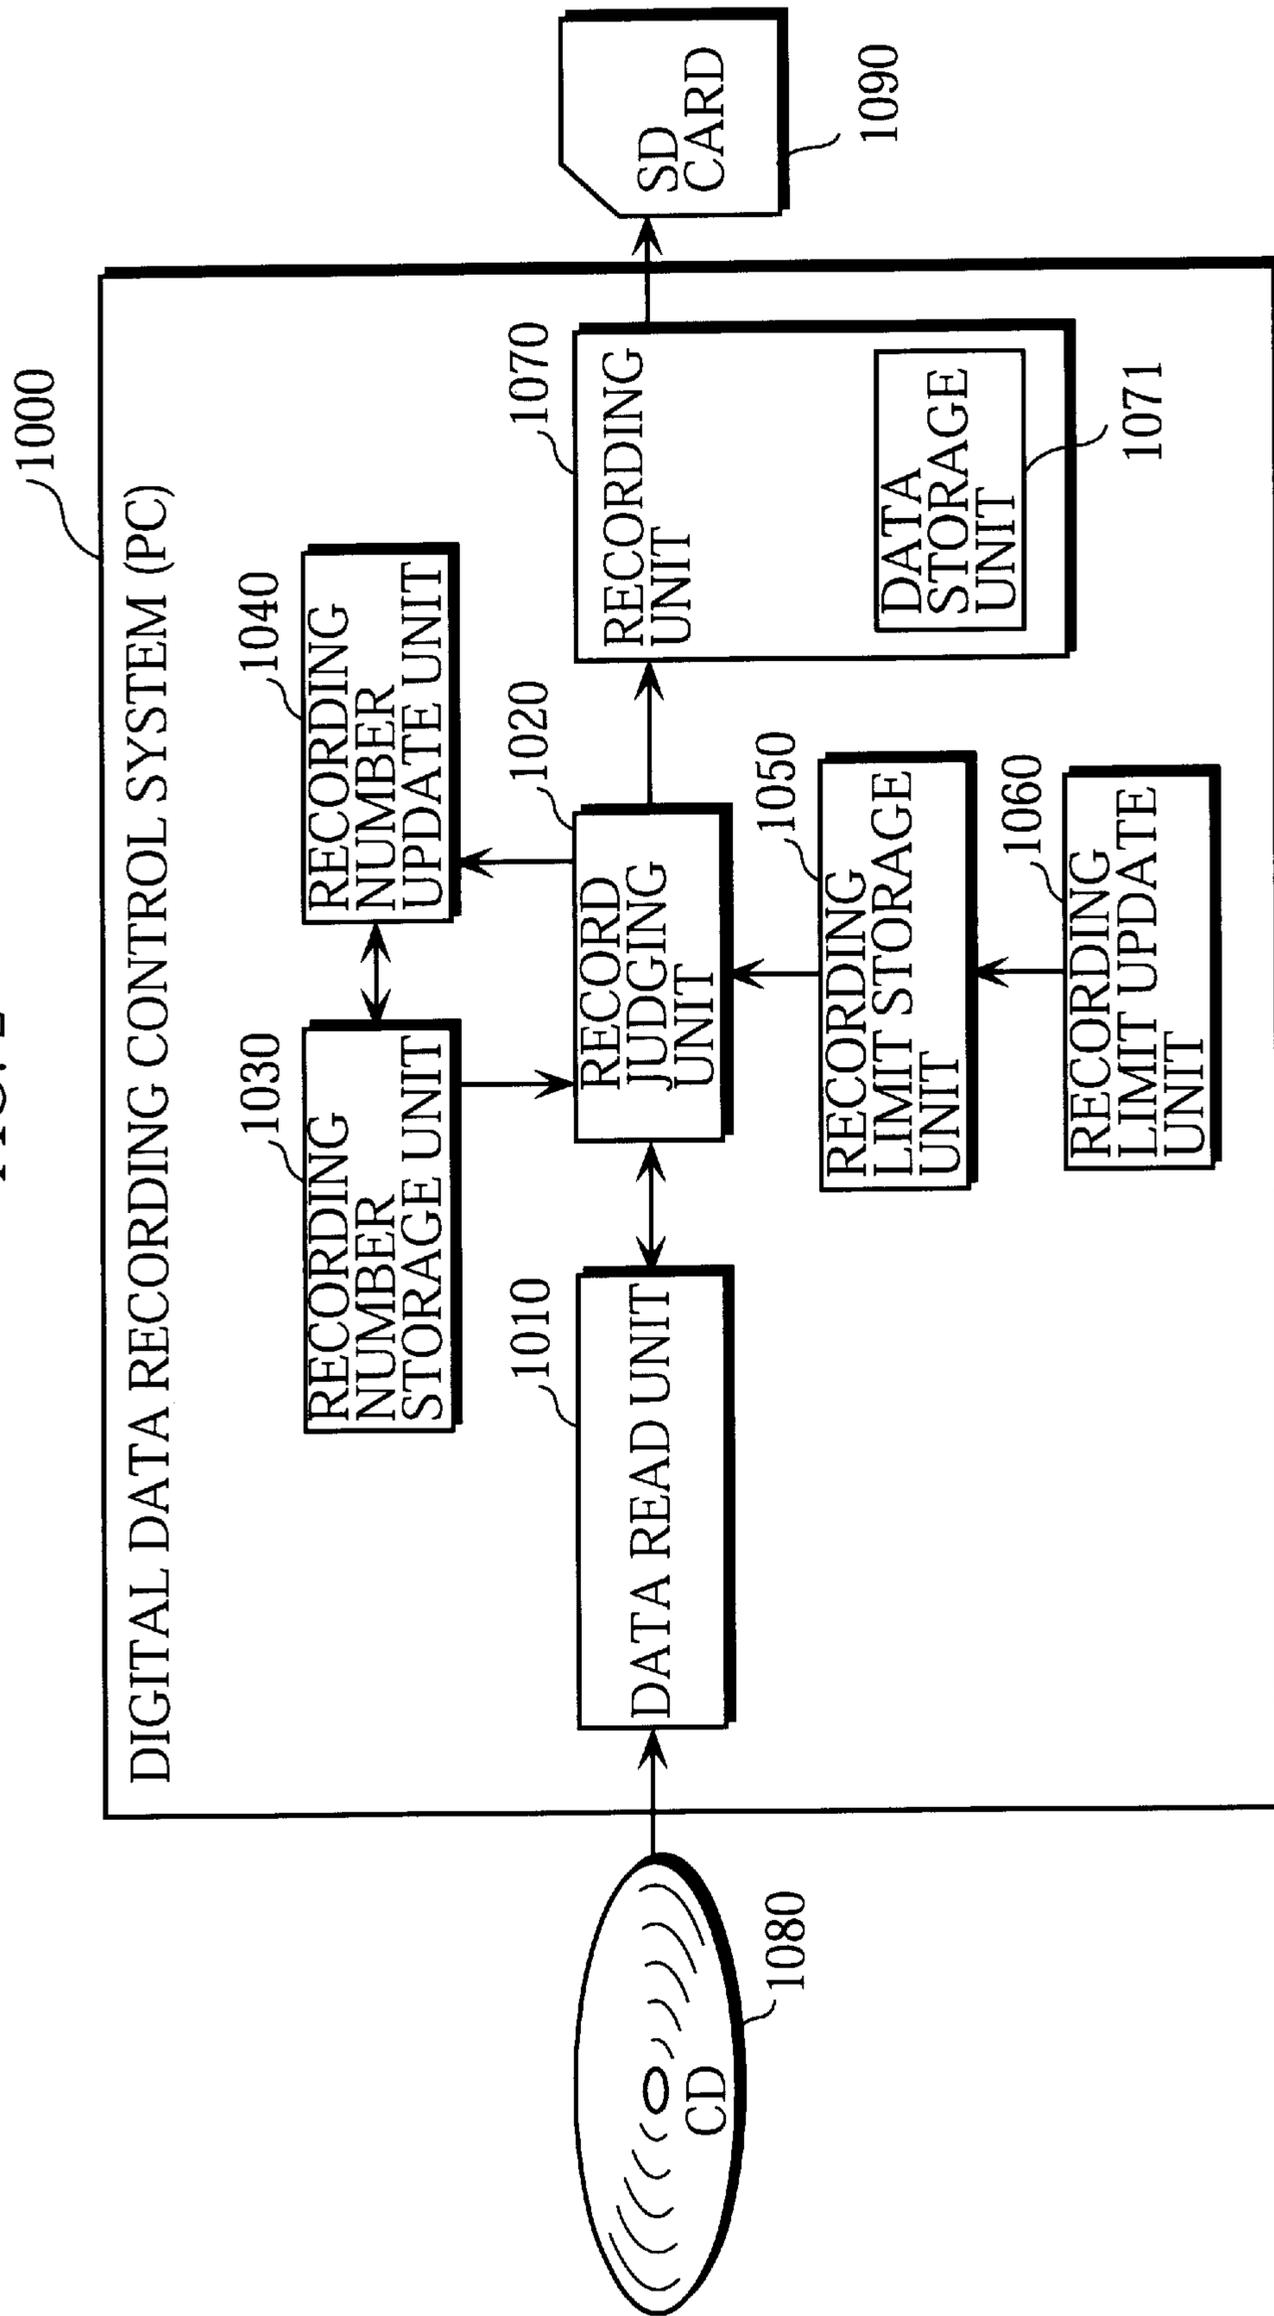 1000
DIGITAL DATA RECORDING CONTROL SYSTEM (PC)
1030
RECORDING
NUMBER
STORAGE UNIT
1040
RECORDING
NUMBER
UPDATE UNIT
CD
1080
1010
DATA READ UNIT
1020
RECORD
JUDGING
UNIT
1070
RECORDING
UNIT
DATA
STORAGE
UNIT
1071
SD
CARD
1090
1050
RECORDING
LIMIT STORAGE
UNIT
1060
RECORDING
LIMIT UPDATE
UNIT